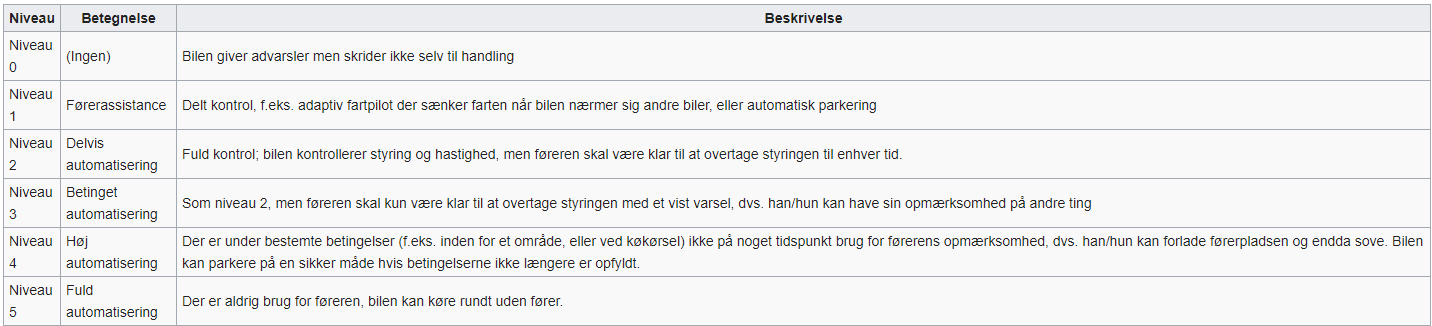 Niveau Betegnelse Beskrivelse
Niveau
0
(Ingen)
Bilen giver advarsler men skrider ikke selv til handling
Niveau
1
Førerassistance
Delt kontrol, f.eks. adaptiv fartpilot der sænker farten når bilen nærmer sig andre biler, eller automatisk parkering
Niveau
2
Delvis
automatisering
Fuld kontrol; bilen kontrollerer styring og hastighed, men føreren skal være klar til at overtage styringen til enhver tid.
Niveau
3
Betinget
automatisering
Som niveau 2, men føreren skal kun være klar til at overtage styringen med et vist varsel, dvs. han/hun kan have sin opmærksomhed på andre ting
Niveau
4
Høj
automatisering
Der er under bestemte betingelser (f.eks. inden for et område, eller ved køkørsel) ikke på noget tidspunkt brug for førerens opmærksomhed, dvs. han/hun kan forlade førerpladsen og endda sove. Bilen
kan parkere på en sikker måde hvis betingelserne ikke længere er opfyldt.
Niveau
5
Fuld
automatisering
Der er aldrig brug for føreren, bilen kan køre rundt uden fører.